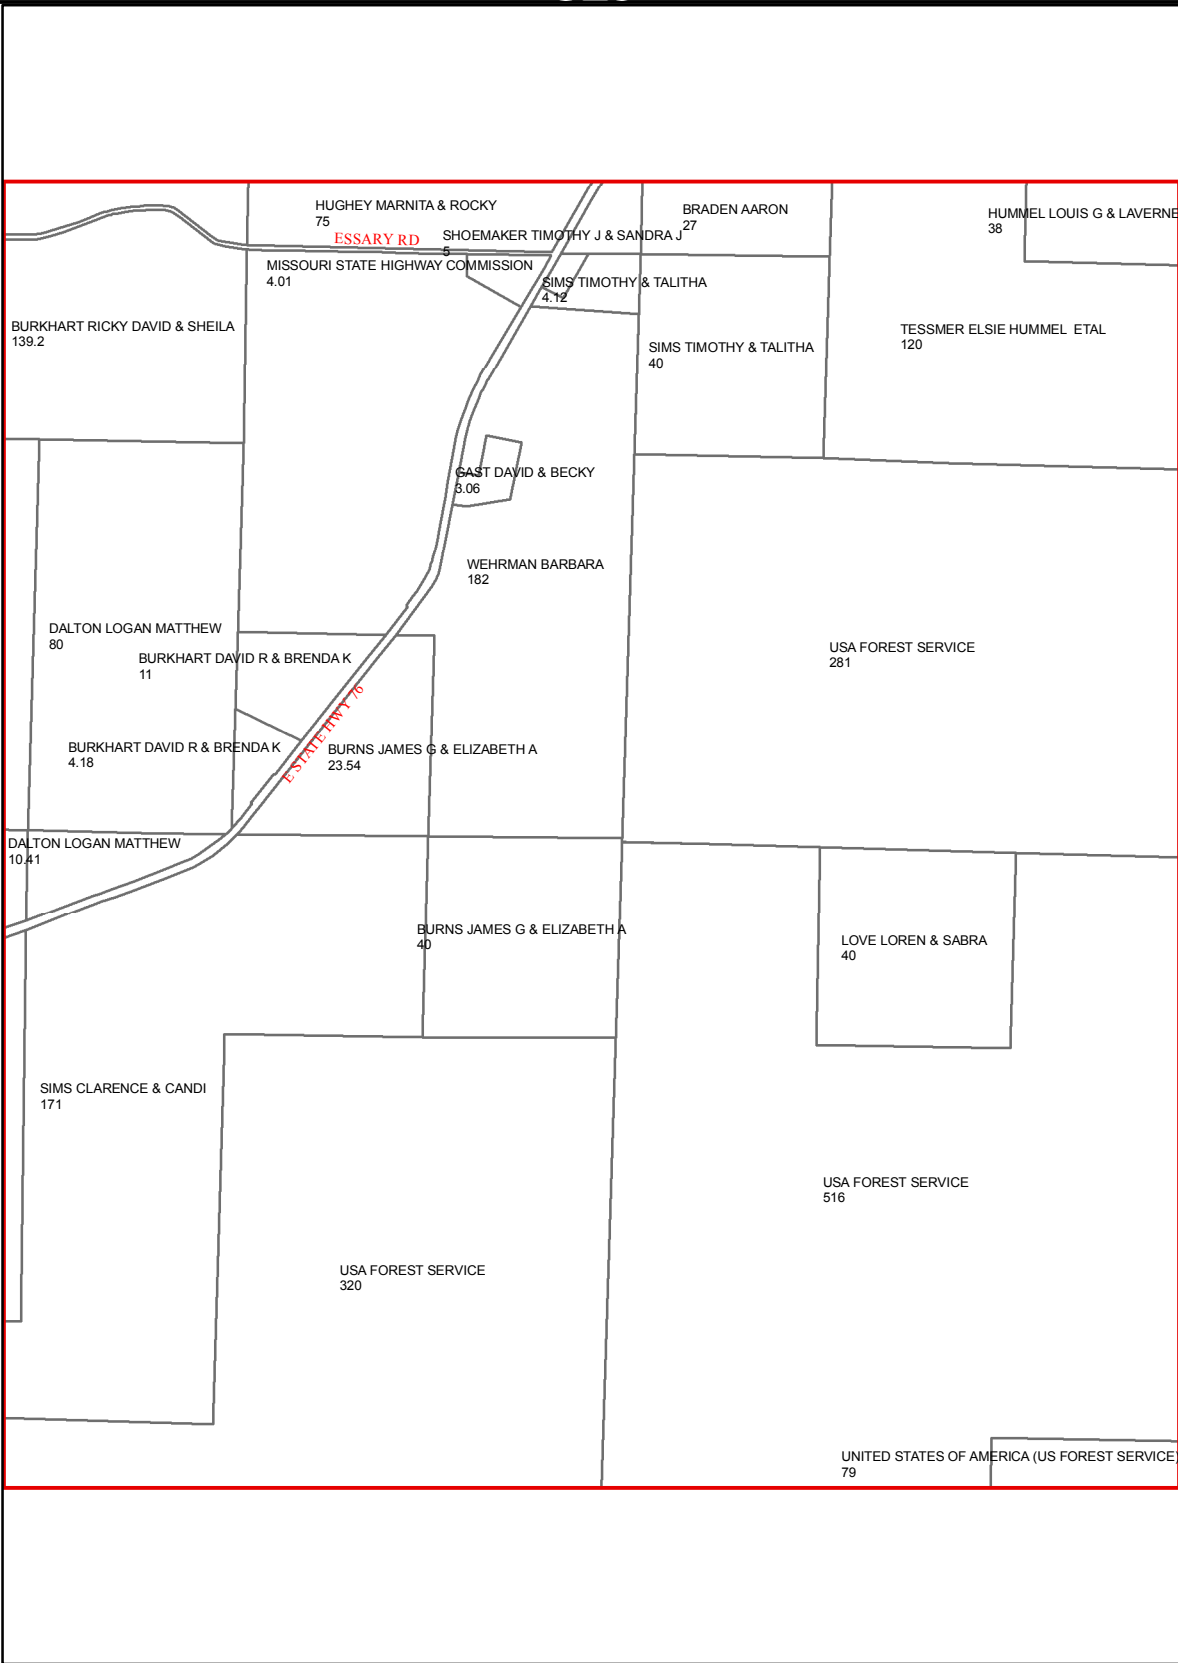 HUGHEY MARNITA & ROCKY
75
BRADEN AARON
27
HUMMEL LOUIS G & LAVERNE
38
ESSARY RD
SHOEMAKER TIMOTHY J & SANDRA J
5
MISSOURI STATE HIGHWAY COMMISSION
4.01
SIMS TIMOTHY & TALITHA
4.12
BURKHART RICKY DAVID & SHEILA
139.2
TESSMER ELSIE HUMMEL ETAL
120
SIMS TIMOTHY & TALITHA
40
GAST DAVID & BECKY
3.06
WEHRMAN BARBARA
182
DALTON LOGAN MATTHEW
80
BURKHART DAVID R & BRENDA K
11
USA FOREST SERVICE
281
E STATE HWY 76
BURKHART DAVID R & BRENDA K
4.18
BURNS JAMES G & ELIZABETH A
23.54
DALTON LOGAN MATTHEW
10.41
BURNS JAMES G & ELIZABETH A
40
LOVE LOREN & SABRA
40
SIMS CLARENCE & CANDI
171
USA FOREST SERVICE
516
USA FOREST SERVICE
320
UNITED STATES OF AMERICA (US FOREST SERVICE)
79